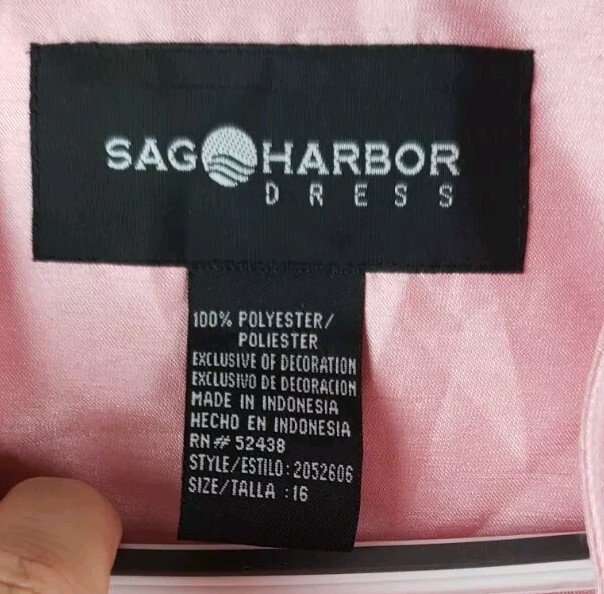 SAG HARBOR
DRESS
100% POLYESTER/
POLIESTER
EXCLUSIVE OF DECORATION
EXCLUSIVO DE DECORACION
MADE IN INDONESIA
HECHO EN INDONESIA
RN# 52438
STYLE/ESTILO: 2052606
SIZE/TALLA :16